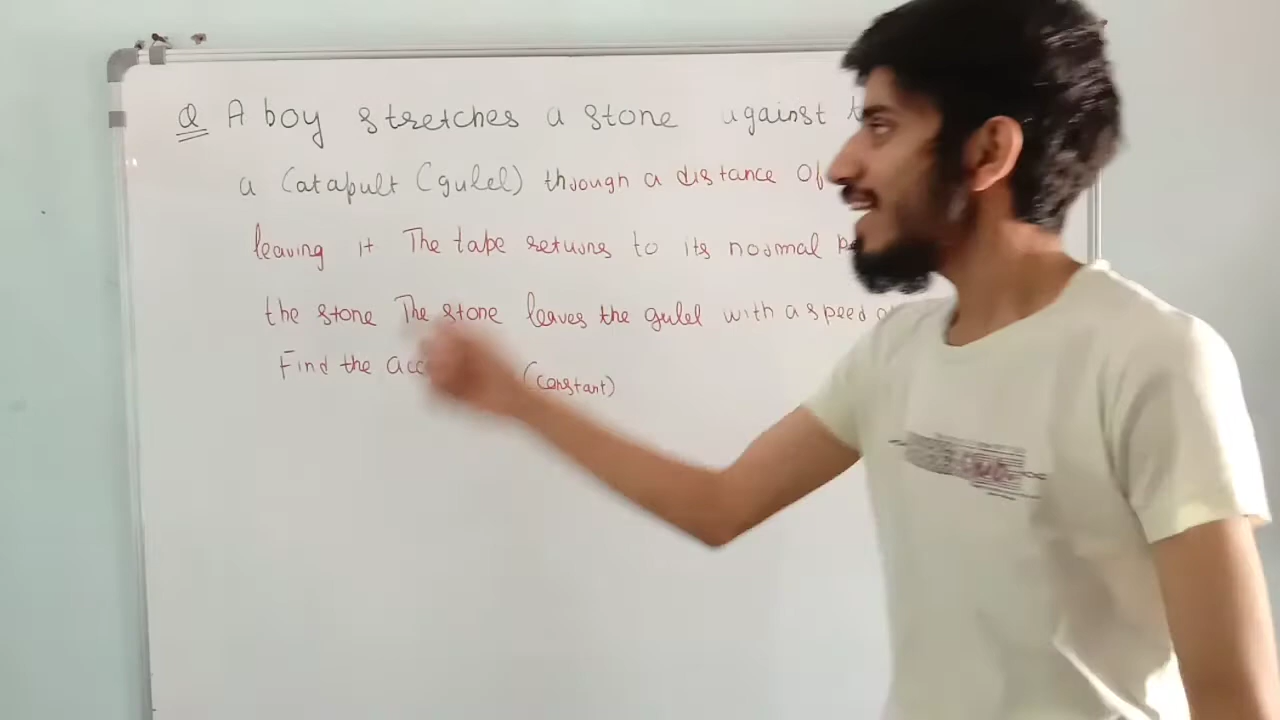 Q A boy stretches a stone against
a Catapult (gulel) through a distance of
leaving it The tape returns to its normal
the stone The stone leaves the gulel with a speed
Find the (constant)